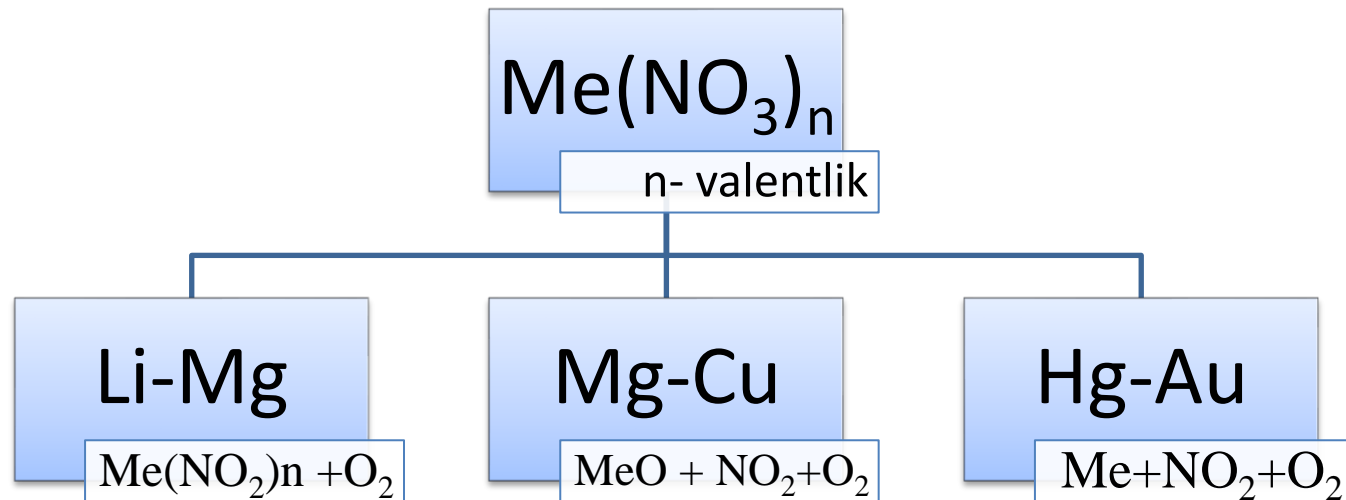 Me(NO₃)ₙ
n- valentlik
Li-Mg
Me(NO₂)n +O₂
Mg-Cu
MeO + NO₂+O₂
Hg-Au
Me+NO₂+O₂